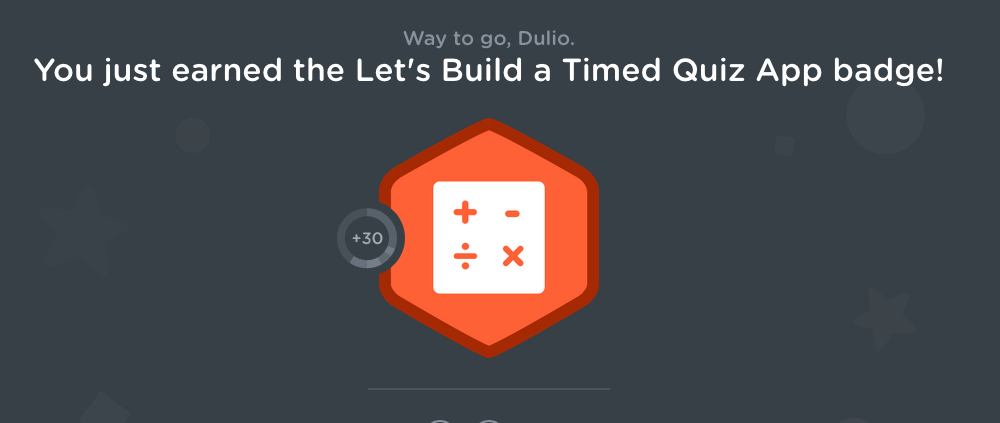 Way to go, Dulio.
You just earned the Let's Build a Timed Quiz App badge!
+ -
+30
÷ ×